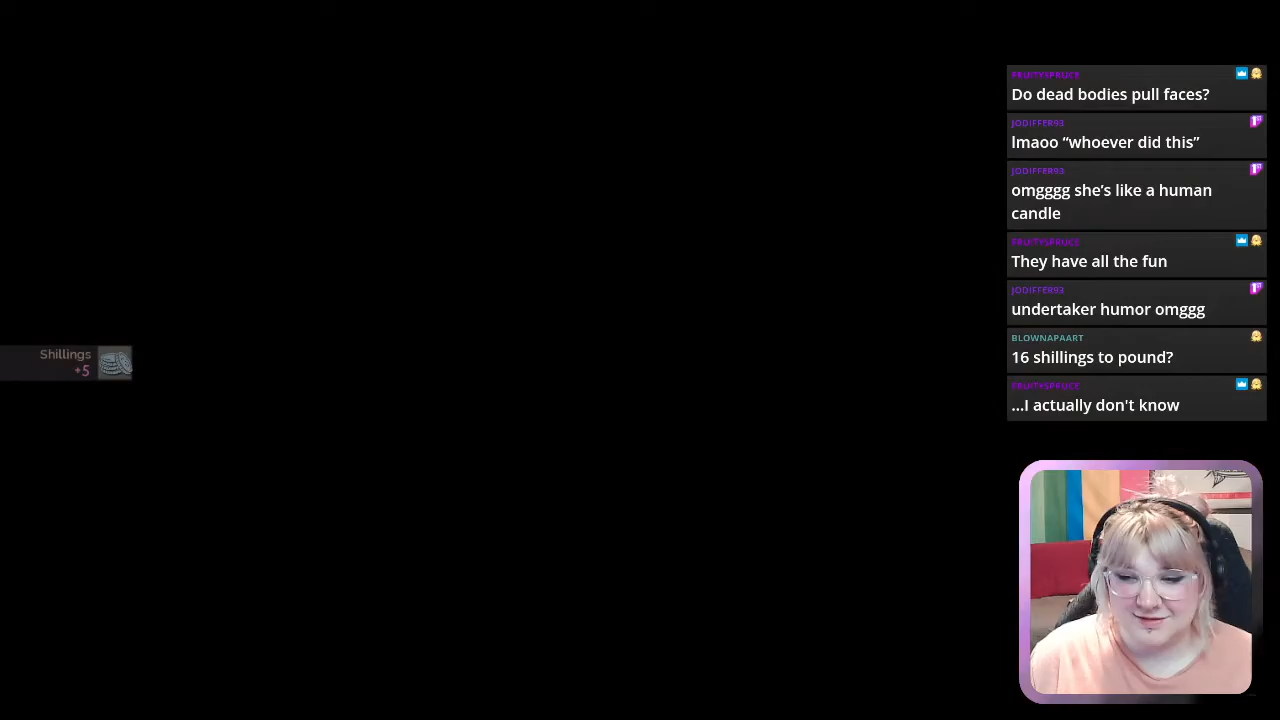 FRUITYSPRUCE
Do dead bodies pull faces?
JODIFFER93
lmaoo “whoever did this”
JODIFFER93
omgggg she’s like a human
candle
FRUITYSPRUCE
They have all the fun
JODIFFER93
undertaker humor omggg
BLOWNAPAART
16 shillings to pound?
FRUITYSPRUCE
...I actually don't know
Shillings
+5